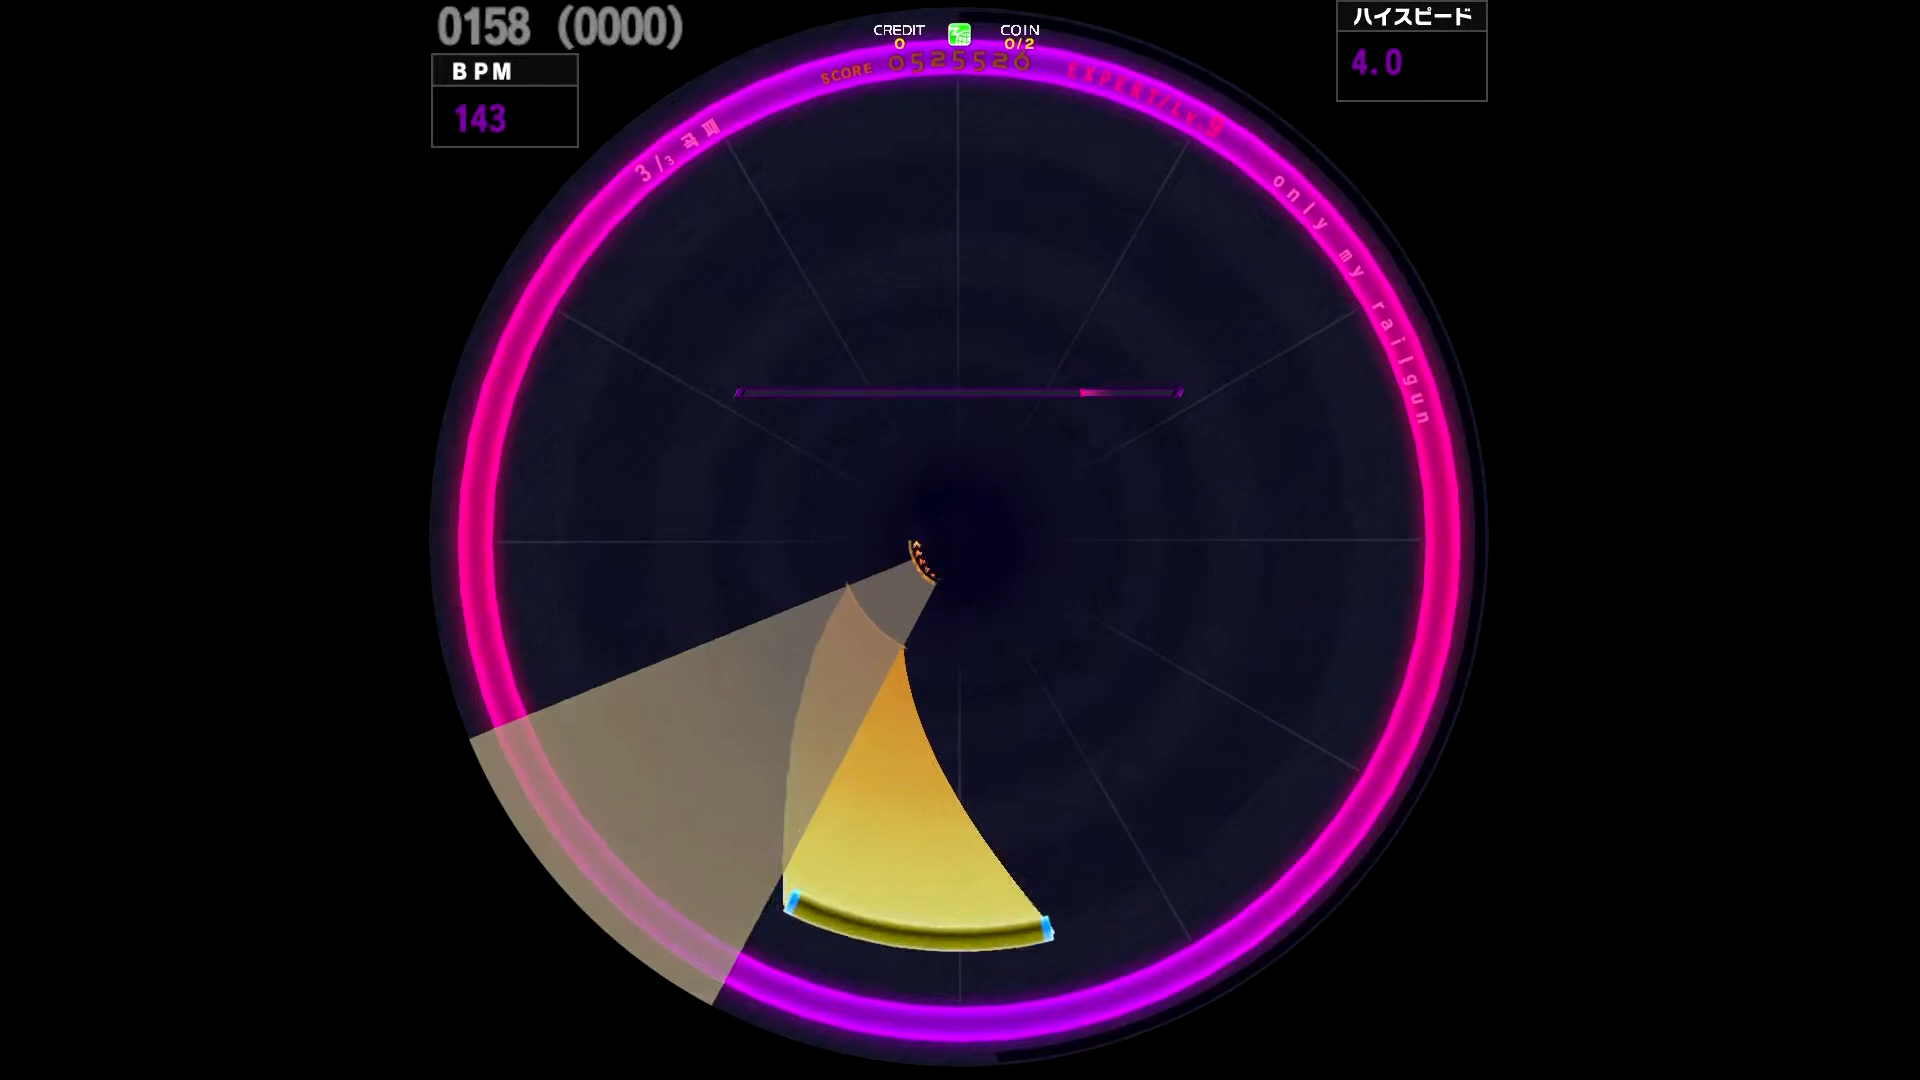 0158 (0000)
BPM
143
CREDIT
0
COIN
0/2
ハイスピード
4.0
SCORE 0525526
EXPERT/Lv.9
3/3 곡째
only my railgun